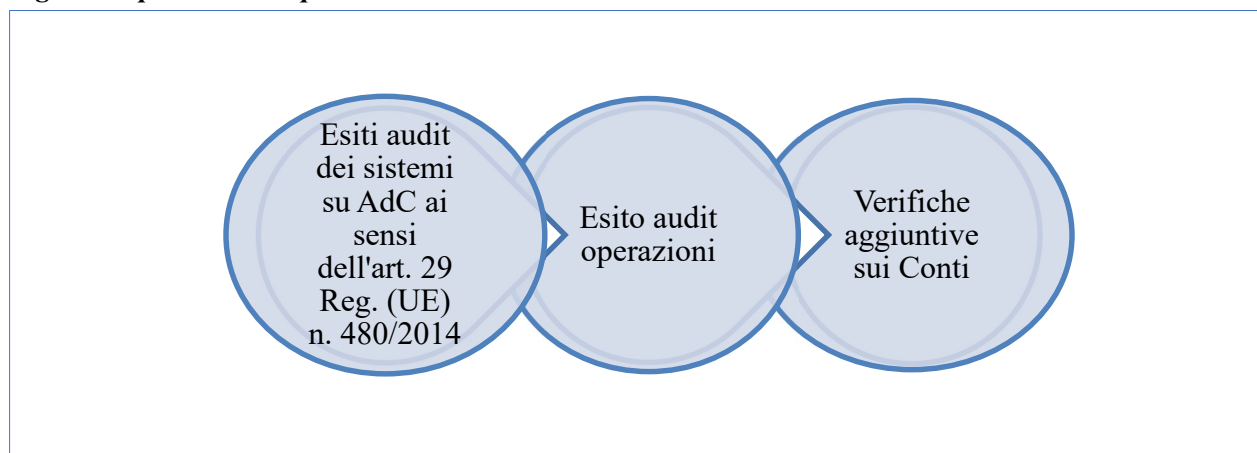 Esiti audit
dei sistemi
su AdC ai
sensi
dell'art. 29
Reg. (UE)
n. 480/2014
Esito audit
operazioni
Verifiche
aggiuntive
sui Conti